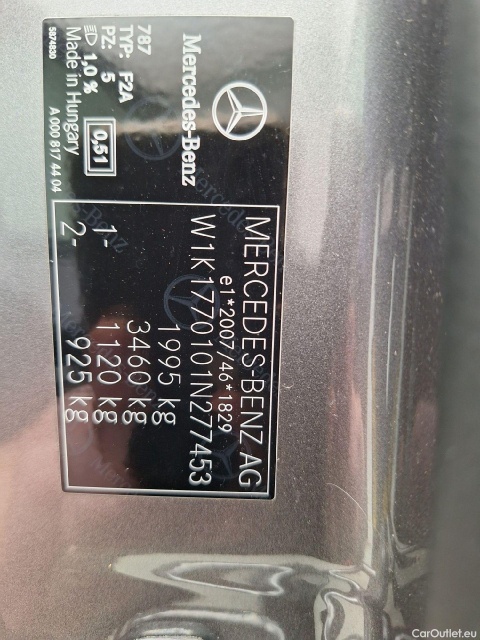 Mercedes-Benz
787
TYP: F2A
PZ: 5
1,0 %
Made in Hungary
5874830
0,51
A 000 817 44 04
MERCEDES-BENZ AG
e1*2007/46*1829
W1K1770101N277453
1995 kg
3460 kg
1- 1120 kg
2- 925 kg
CarOutlet.eu